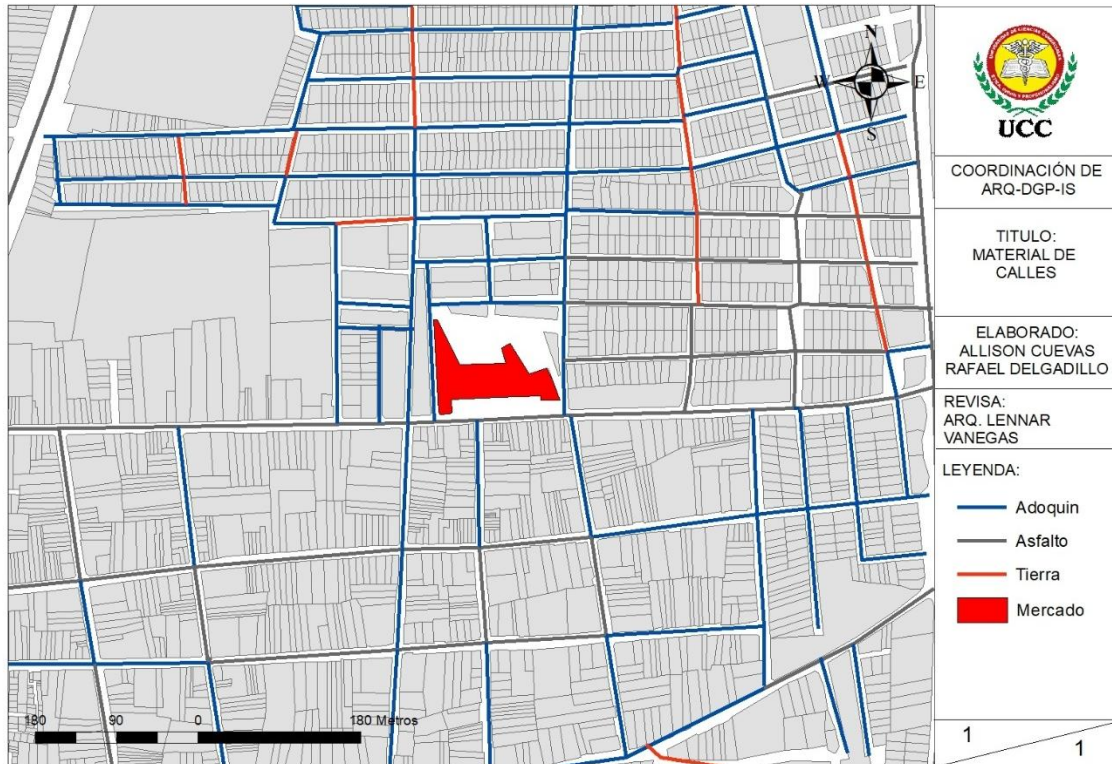 N
W
E
S
180 90 0 180 Metros
UCC
COORDINACIÓN DE
ARQ-DGP-IS
TITULO:
MATERIAL DE
CALLES
ELABORADO:
ALLISON CUEVAS
RAFAEL DELGADILLO
REVISA:
ARQ. LENNAR
VANEGAS
LEYENDA:
Adoquin
Asfalto
Tierra
Mercado
1
1